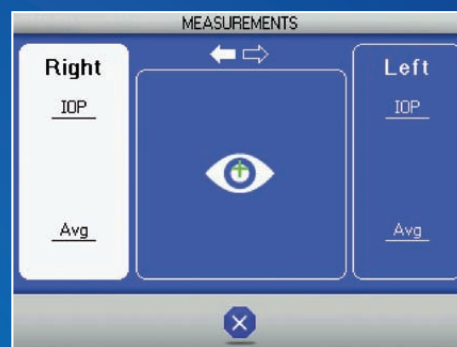 MEASUREMENTS
Right
IOP
Avg
Left
IOP
Avg